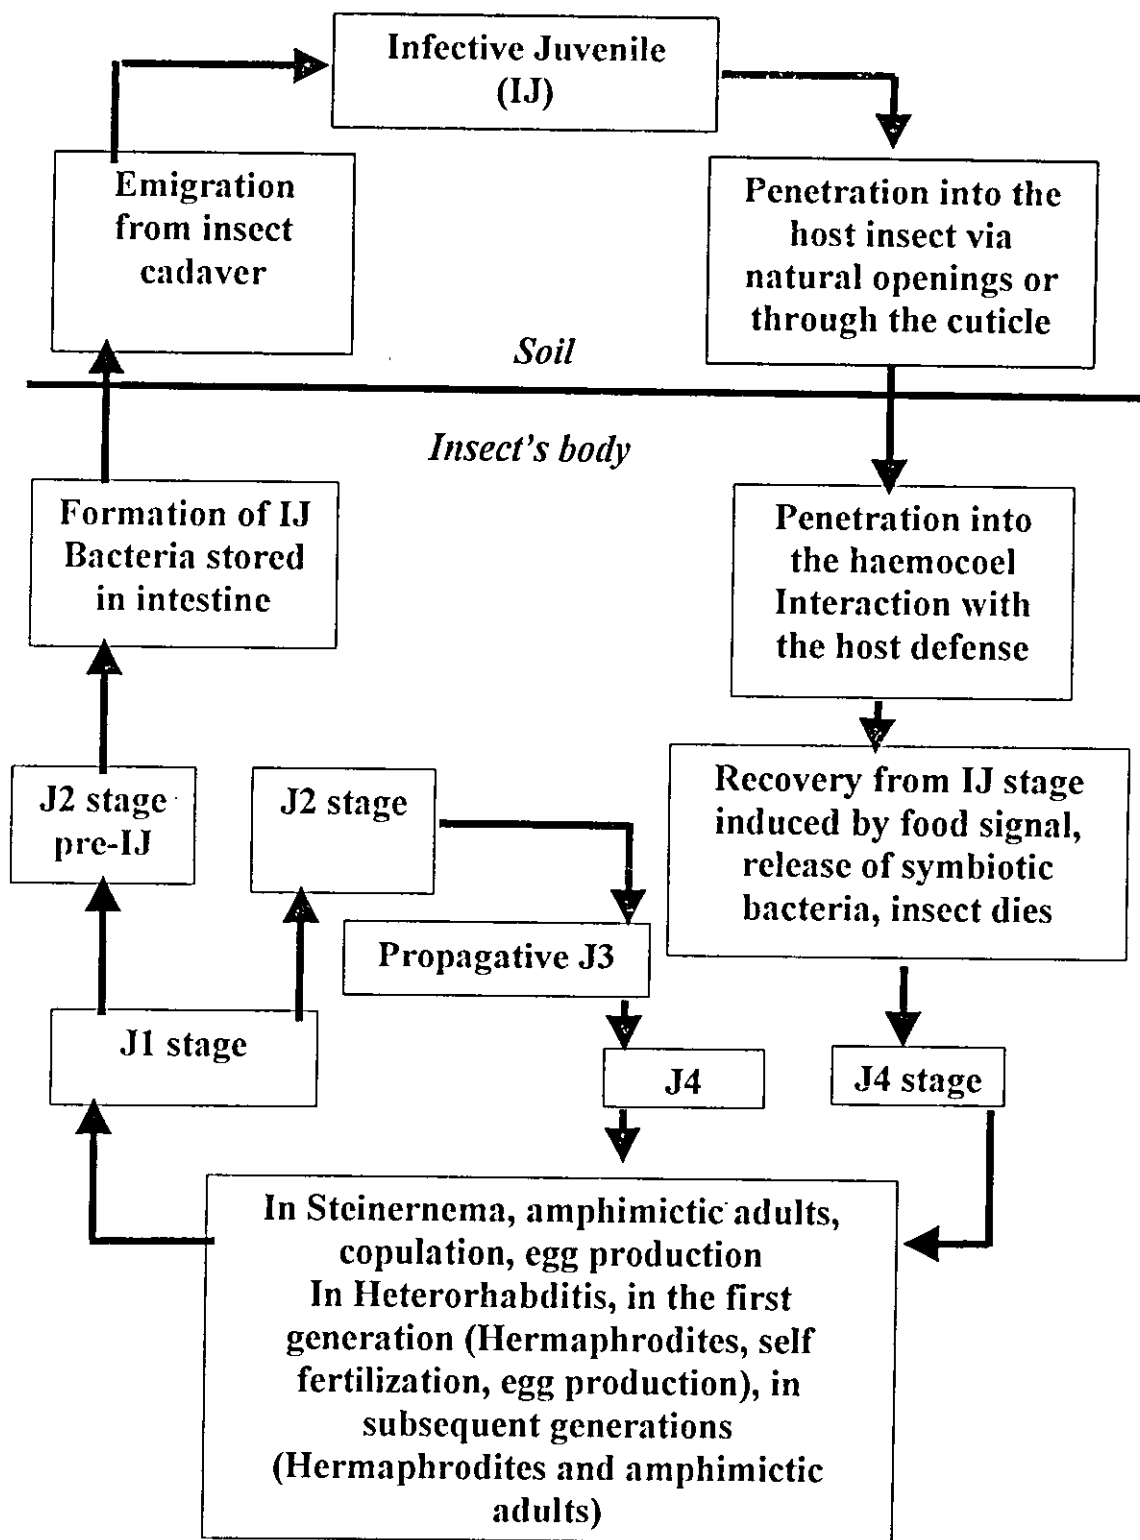 Infective Juvenile
(IJ)
Emigration
from insect
cadaver
Penetration into the
host insect via
natural openings or
through the cuticle
Soil
Insect's body
Formation of IJ
Bacteria stored
in intestine
Penetration into
the haemocoel
Interaction with
the host defense
J2 stage
pre-IJ
J2 stage
Recovery from IJ stage
induced by food signal,
release of symbiotic
bacteria, insect dies
Propagative J3
J1 stage
J4
J4 stage
In Steinernema, amphimictic adults,
copulation, egg production
In Heterorhabditis, in the first
generation (Hermaphrodites, self
fertilization, egg production), in
subsequent generations
(Hermaphrodites and amphimictic
adults)